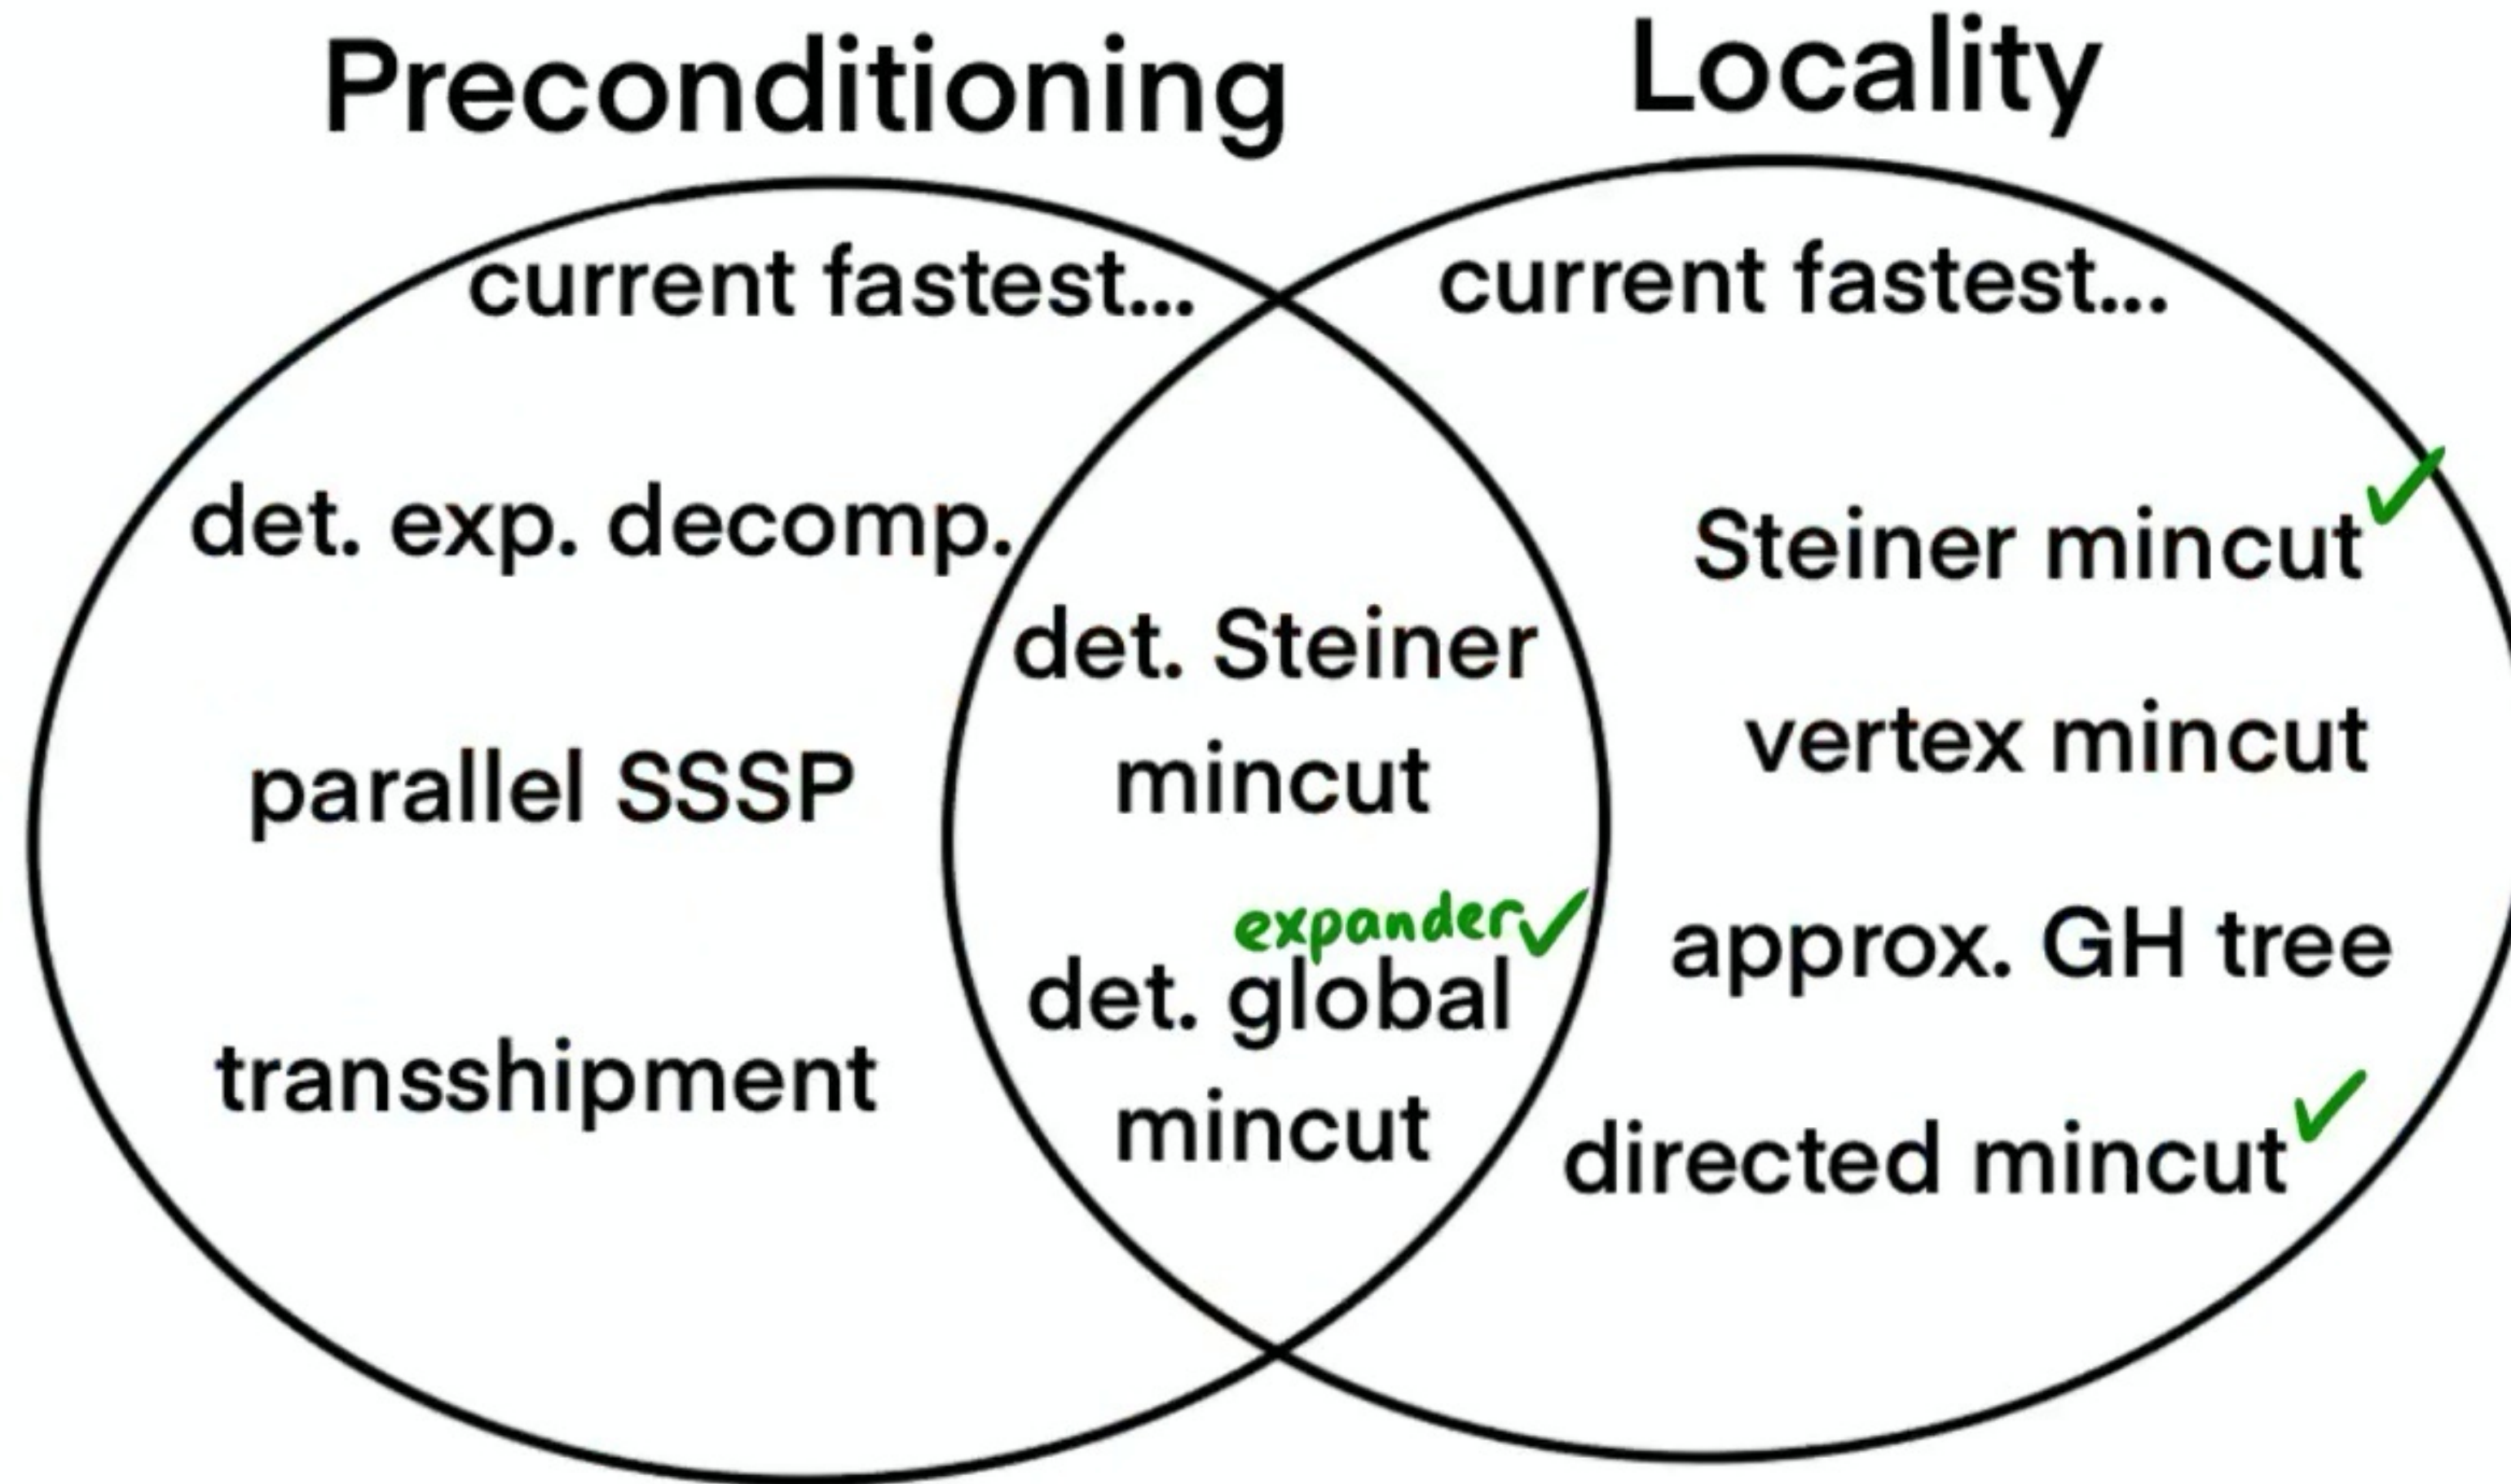 Preconditioning
Locality
current fastest...
det. exp. decomp.
parallel SSSP
transshipment
det. Steiner
mincut
expander✓
det. global
mincut
current fastest...
Steiner mincut✓
vertex mincut
approx. GH tree
directed mincut✓